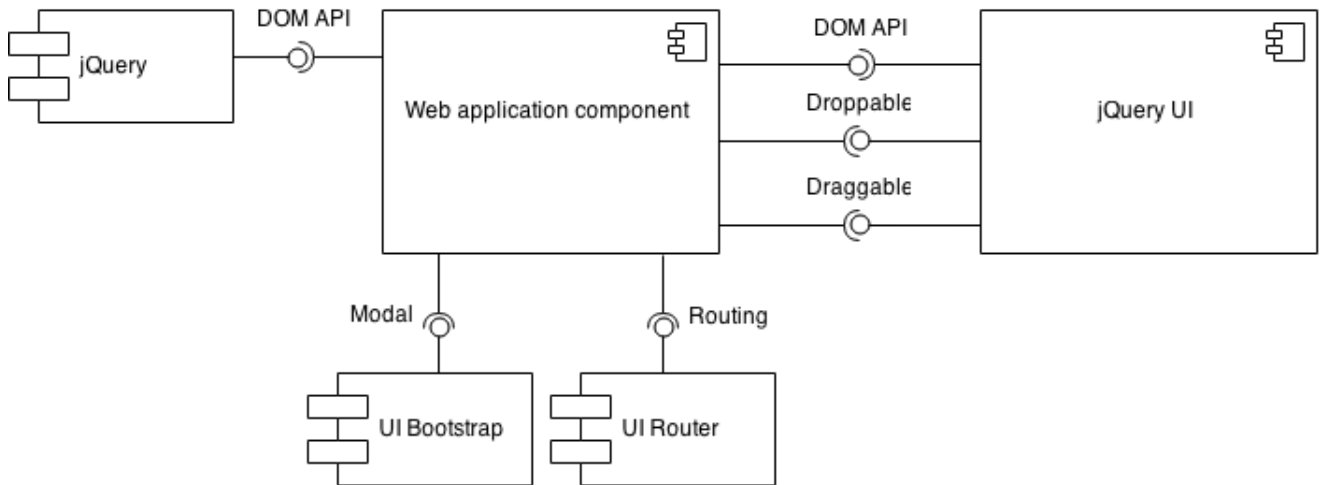 DOM API
jQuery
Web application component
DOM API
Droppable
Draggable
jQuery UI
Modal
Routing
UI Bootstrap
UI Router